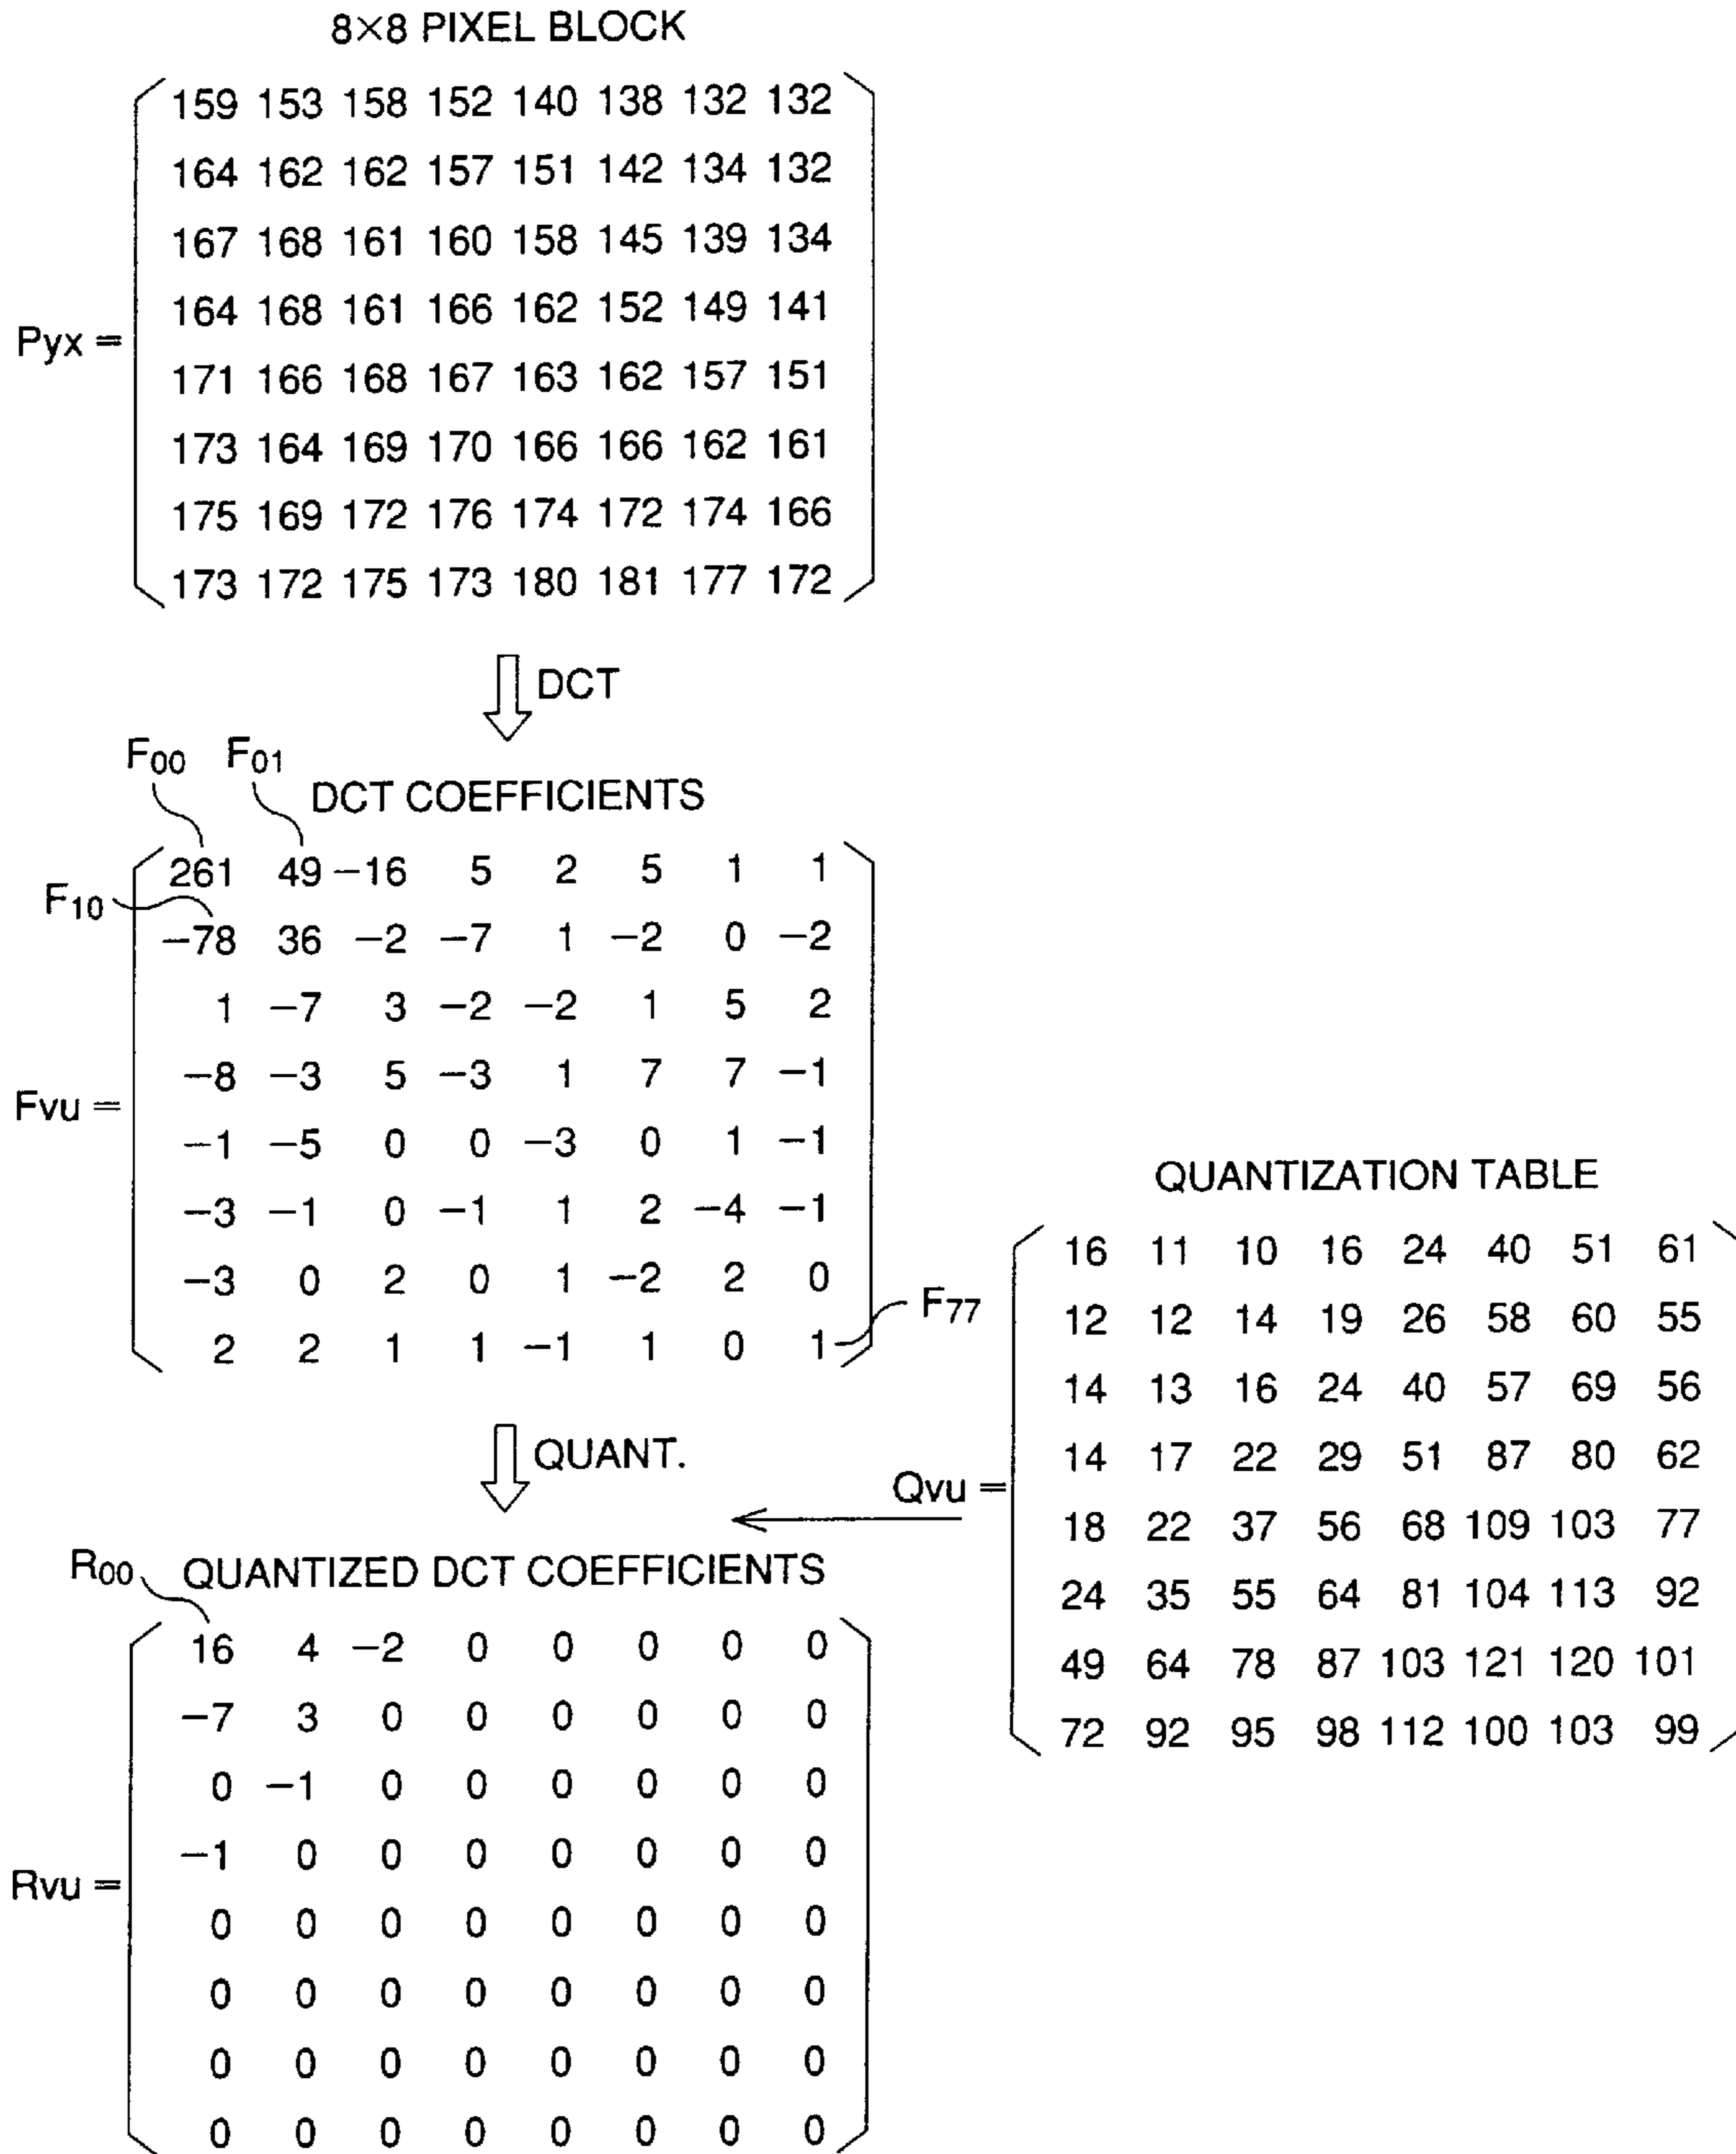 8×8 PIXEL BLOCK
159 153 158 152 140 138 132 132
164 162 162 157 151 142 134 132
167 168 161 160 158 145 139 134
164 168 161 166 162 152 149 141
Pyx =
171 166 168 167 163 162 157 151
173 164 169 170 166 166 162 161
175 169 172 176 174 172 174 166
173 172 175 173 180 181 177 172
DCT
F00 F01
DCT COEFFICIENTS
261 49 −16 5 2 5 1 1
F10
−78 36 −2 −7 1 −2 0 −2
1 −7 3 −2 −2 1 5 2
−8 −3 5 −3 1 7 7 −1
Fvu =
−1 −5 0 0 −3 0 1 −1
−3 −1 0 −1 1 2 −4 −1
−3 0 2 0 1 −2 2 0
F77
2 2 1 1 −1 1 0 1
QUANT.
QUANTIZATION TABLE
16 11 10 16 24 40 51 61
12 12 14 19 26 58 60 55
14 13 16 24 40 57 69 56
14 17 22 29 51 87 80 62
Qvu =
18 22 37 56 68 109 103 77
24 35 55 64 81 104 113 92
49 64 78 87 103 121 120 101
72 92 95 98 112 100 103 99
R00
QUANTIZED DCT COEFFICIENTS
16 4 −2 0 0 0 0 0
−7 3 0 0 0 0 0 0
0 −1 0 0 0 0 0 0
−1 0 0 0 0 0 0 0
Rvu =
0 0 0 0 0 0 0 0
0 0 0 0 0 0 0 0
0 0 0 0 0 0 0 0
0 0 0 0 0 0 0 0